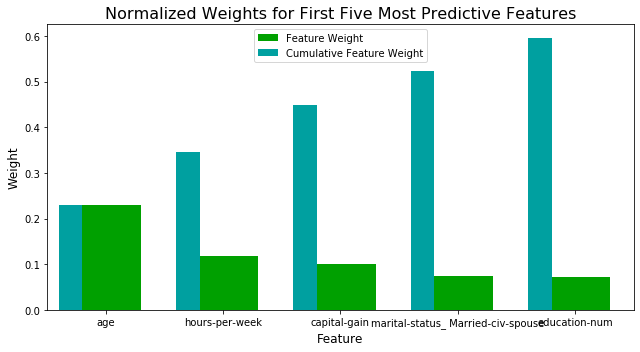 Normalized Weights for First Five Most Predictive Features
Feature Weight
Cumulative Feature Weight
Weight
0.6
0.5
0.4
0.3
0.2
0.1
0.0
age
hours-per-week
capital-gain
marital-status_ Married-civ-spouse
education-num
Feature